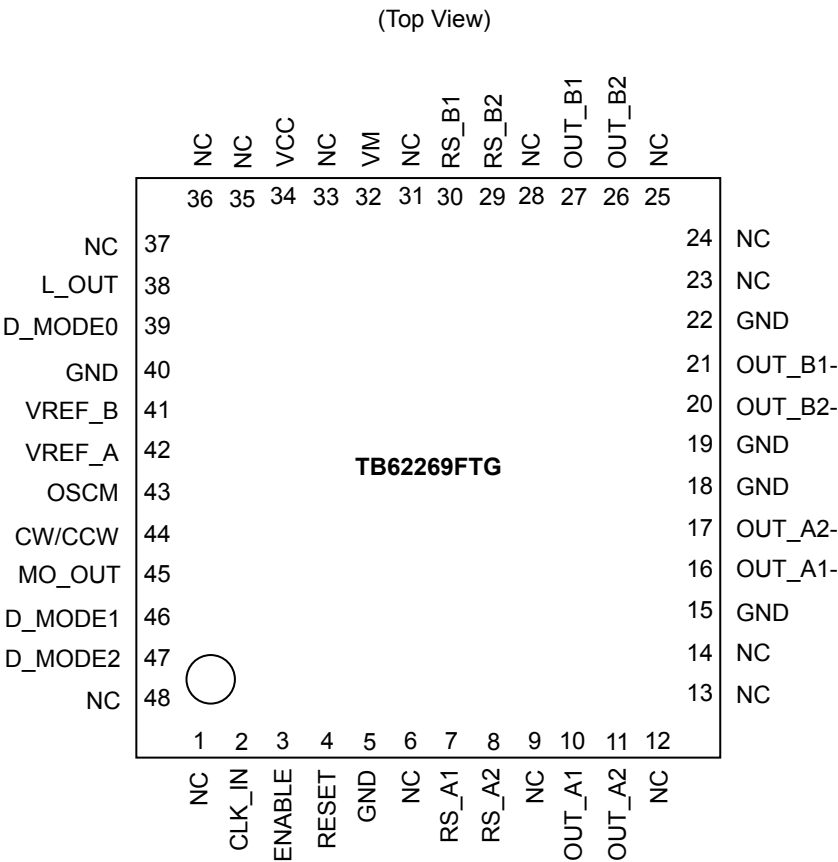 (Top View)
NC
NC
VCC
NC
VM
NC
RS_B1
RS_B2
NC
OUT_B1
OUT_B2
NC
36 35 34 33 32 31 30 29 28 27 26 25
NC 37
L_OUT 38
D_MODE0 39
GND 40
VREF_B 41
VREF_A 42
OSCM 43
CW/CCW 44
MO_OUT 45
D_MODE1 46
D_MODE2 47
NC 48
TB62269FTG
24 NC
23 NC
22 GND
21 OUT_B1-
20 OUT_B2-
19 GND
18 GND
17 OUT_A2-
16 OUT_A1-
15 GND
14 NC
13 NC
1 2 3 4 5 6 7 8 9 10 11 12
NC
CLK_IN
ENABLE
RESET
GND
NC
RS_A1
RS_A2
NC
OUT_A1
OUT_A2
NC